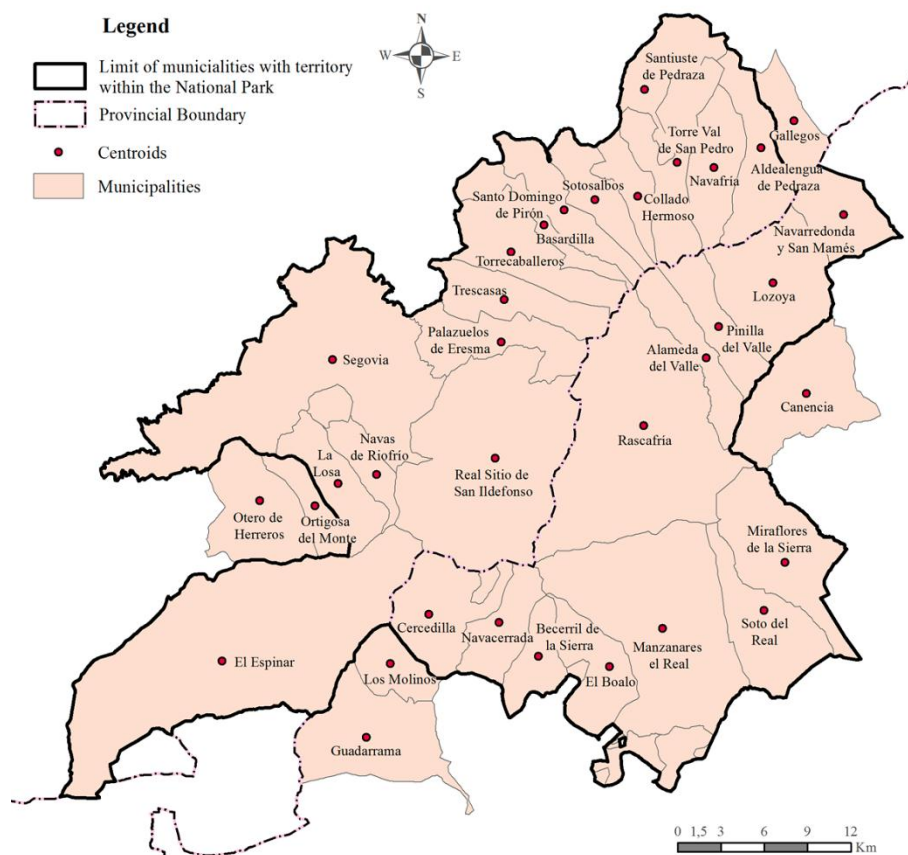 Legend
Limit of municialities with territory
within the National Park
Provincial Boundary
Centroids
Municipalities
N
W
E
S
Santiuste
de Pedraza
Torre Val
de San Pedro
Gallegos
Navafría
Aldealengua
de Pedraza
Santo Domingo
de Pirón
Sotosalbos
Collado
Hermoso
Basardilla
Navarredonda
y San Mamés
Torrecaballeros
Trescasas
Lozoya
Palazuelos
de Eresma
Pinilla
del Valle
Segovia
Alameda
del Valle
Canencia
Rascafría
Navas
de Riofrío
La
Losa
Real Sitio de
San Ildefonso
Otero de
Herreros
Ortigosa
del Monte
Miraflores
de la Sierra
Cercedilla
Navacerrada
Becerril de
la Sierra
Manzanares
el Real
Soto del
Real
El Espinar
Los Molinos
El Boalo
Guadarrama
0 1,5 3 6 9 12
Km